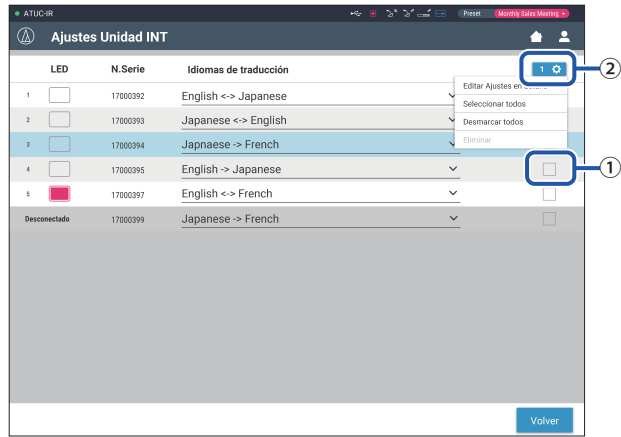 ATUC-IR Preset Monthly Sales Meeting
Ajustes Unidad INT
LED N.Serie Idiomas de traducción 1 ②
Editar Ajustes en
Seleccionar todos
Desmarcar todos
Eliminar
1 17000392 English <-> Japanese
2 17000393 Japanese <-> English
3 17000394 Japnaese -> French
4 17000395 English -> Japanese ①
5 17000397 English <-> French
Desconectado 17000399 Japanese -> French
Volver